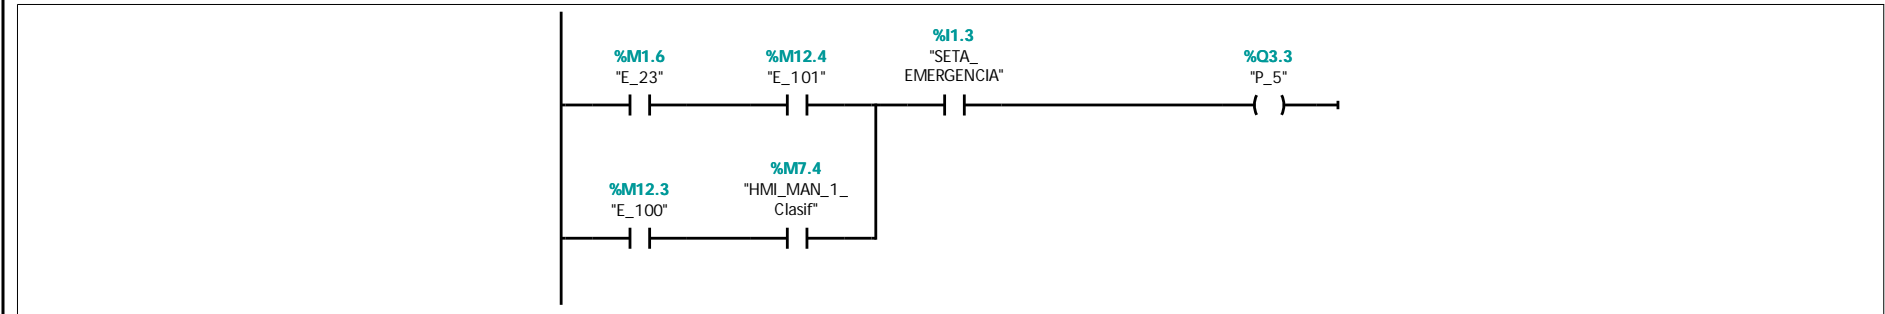 %M1.6
"E_23"
%M12.4
"E_101"
%I1.3
"SETA_
EMERGENCIA"
%Q3.3
"P_5"
%M12.3
"E_100"
%M7.4
"HMI_MAN_1_
Clasif"